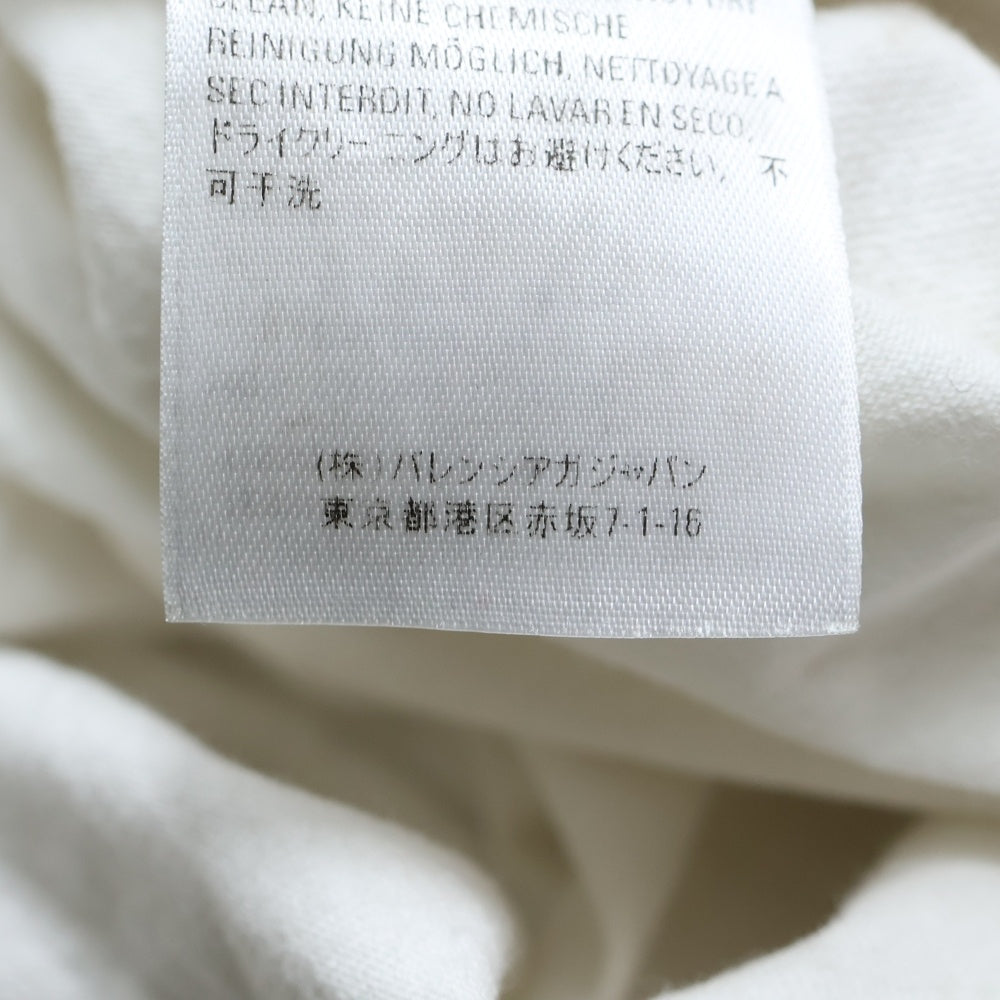 CLEAN, KEINE CHEMISCHE
REINIGUNG MÖGLICH, NETTOYAGE A
SEC INTERDIT, NO LAVAR EN SECO,
ドライクリーニングはお避けください, 不
可干洗
(株)バレンシアガジャパン
東京都港区赤坂7-1-16